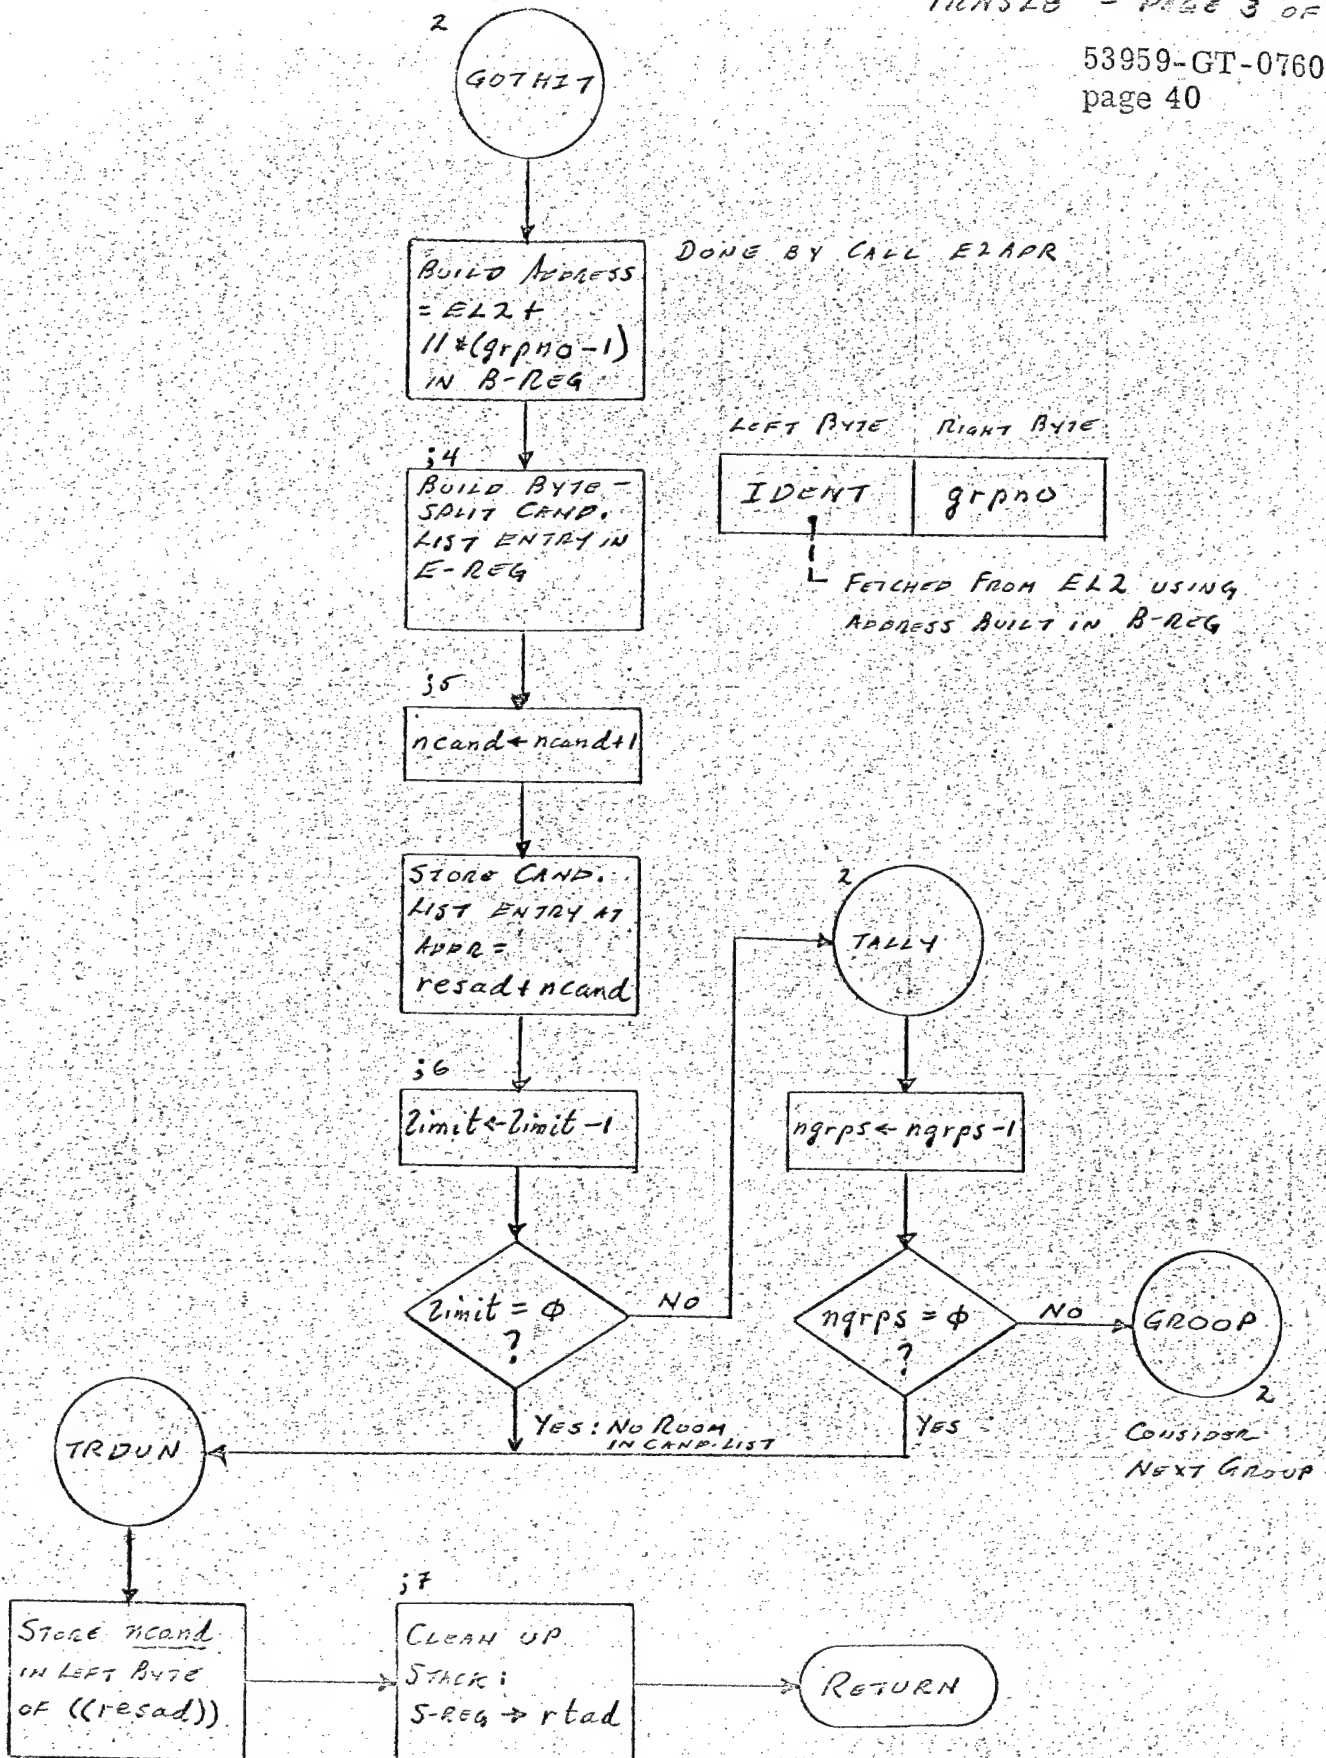 TRNSLB - PAGE 3 OF
53959-GT-0760
page 40
2
GOTHIT
BUILD ADDRESS
= EL2 +
11*(grpno-1)
IN B-REG
DONE BY CALL E2ADR
;4
BUILD BYTE-
SPLIT CAND.
LIST ENTRY IN
E-REG
LEFT BYTE RIGHT BYTE
IDENT grpno
FETCHED FROM EL2 USING
ADDRESS BUILT IN B-REG
;5
ncand←ncand+1
STORE CAND.
LIST ENTRY AT
ADDR =
resad+ncand
2
TALLY
;6
limit←limit-1
ngrps←ngrps-1
limit = ϕ
?
NO
ngrps = ϕ
?
NO
GROOP
2
CONSIDER
NEXT GROUP
YES: NO ROOM
IN CAND. LIST
YES
TRDUN
STORE ncand
IN LEFT BYTE
OF ((resad))
;7
CLEAN UP
STACK:
S-REG → rtad
RETURN